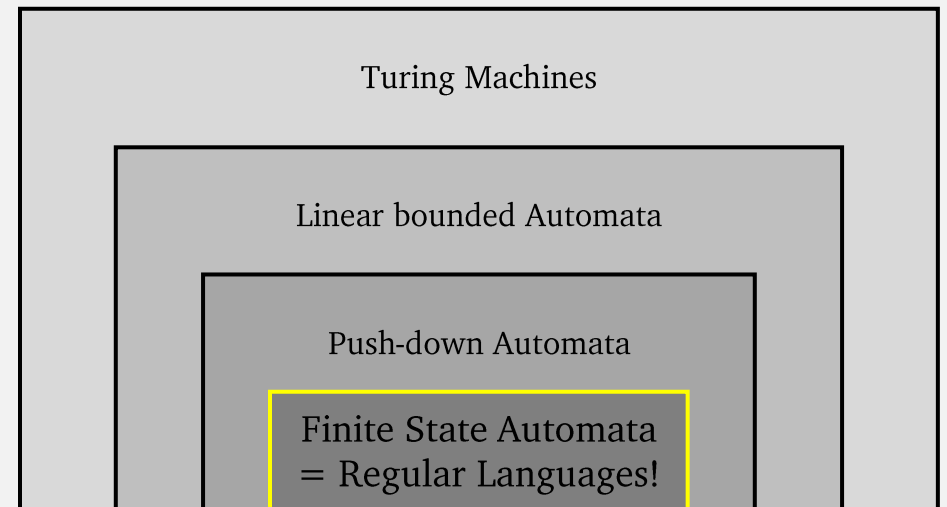 Turing Machines
Linear bounded Automata
Push-down Automata
Finite State Automata
= Regular Languages!